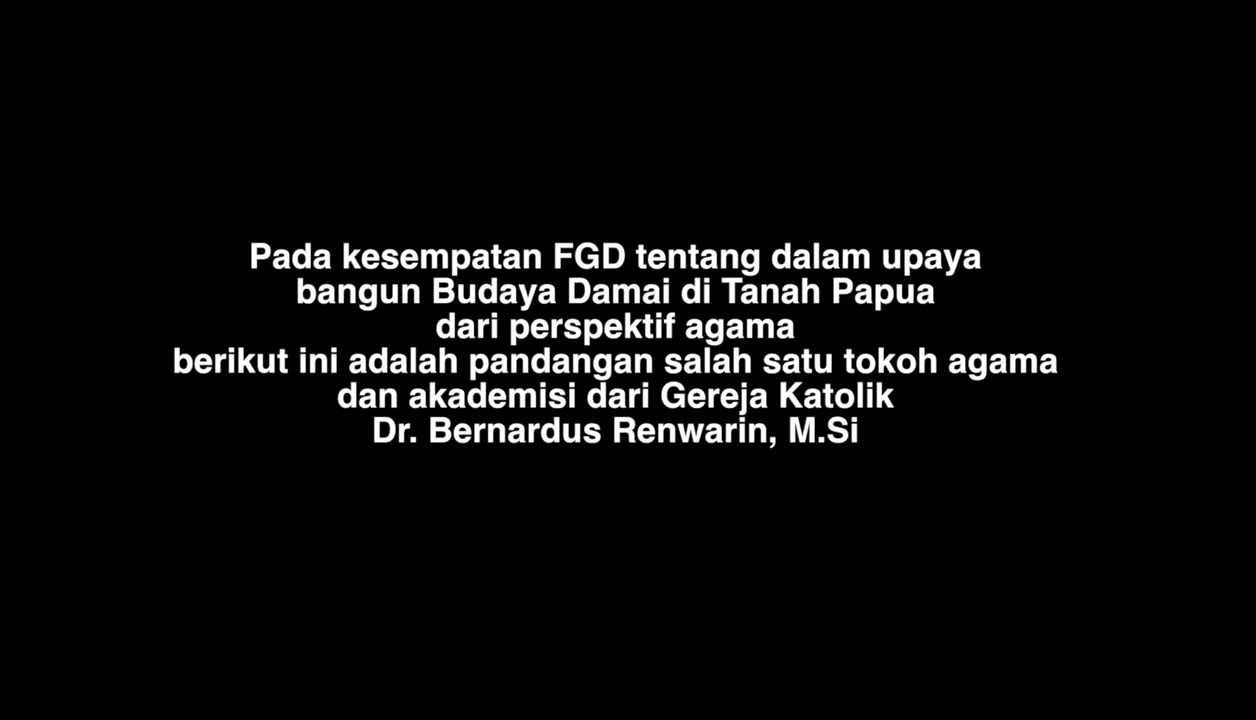 Pada kesempatan FGD tentang dalam upaya
bangun Budaya Damai di Tanah Papua
dari perspektif agama
berikut ini adalah pandangan salah satu tokoh agama
dan akademisi dari Gereja Katolik
Dr. Bernardus Renwarin, M.Si